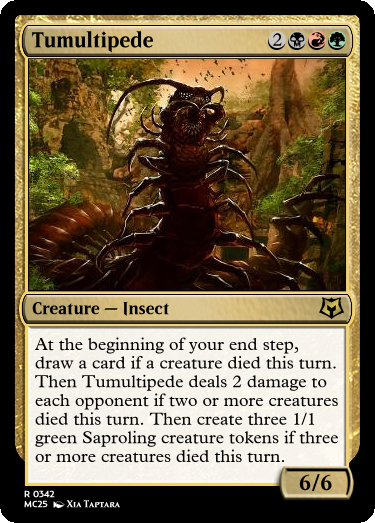 Tumultipede 2
Creature — Insect
At the beginning of your end step,
draw a card if a creature died this turn.
Then Tumultipede deals 2 damage to
each opponent if two or more creatures
died this turn. Then create three 1/1
green Saproling creature tokens if three
or more creatures died this turn.
6/6
R 0342
MC25 Xia Taptara